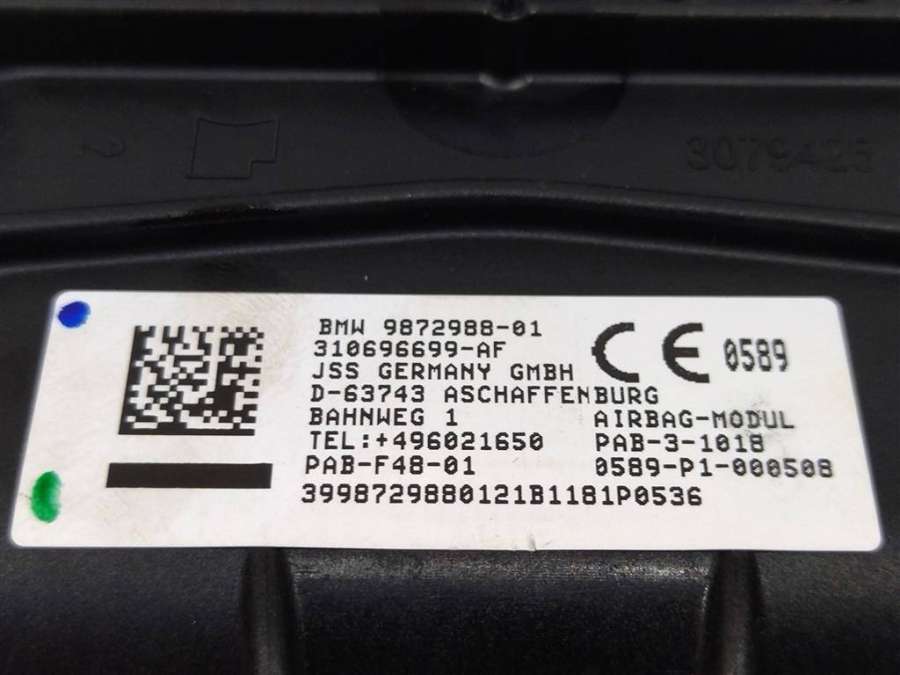 BMW 9872988-01
310696699-AF
CE 0589
JSS GERMANY GMBH
D-63743 ASCHAFFENBURG
BAHNWEG 1 AIRBAG-MODUL
TEL:+496021650 PAB-3-1018
PAB-F48-01 0589-P1-000508
3998729880121B1181P0536